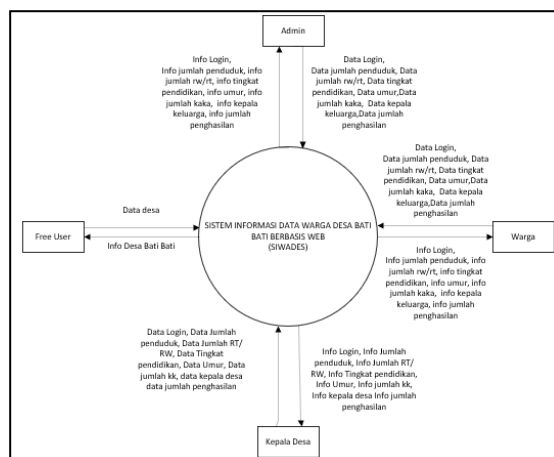 Admin
Info Login,
Info jumlah penduduk, info
jumlah rw/rt, info tingkat
pendidikan, info umur, info
jumlah kaka, info kepala
keluarga, info jumlah
penghasilan
Data Login,
Data jumlah penduduk, Data
jumlah rw/rt, Data tingkat
pendidikan, Data umur,Data
jumlah kaka, Data kepala
keluarga,Data jumlah
penghasilan
Data Login,
Data jumlah penduduk, Data
jumlah rw/rt, Data tingkat
pendidikan, Data umur,Data
jumlah kaka, Data kepala
keluarga,Data jumlah
penghasilan
Data desa
Free User
Info Desa Bati Bati
SISTEM INFORMASI DATA WARGA DESA BATI
BATI BERBASIS WEB
(SIWADES)
Warga
Info Login,
Info jumlah penduduk, info
jumlah rw/rt, info tingkat
pendidikan, info umur, info
jumlah kaka, info kepala
keluarga, info jumlah
penghasilan
Data Login, Data Jumlah
penduduk, Data Jumlah RT/
RW, Data Tingkat
pendidikan, Data Umur, Data
jumlah kk, data kepala desa
data jumlah penghasilan
Info Login, Info Jumlah
penduduk, Info Jumlah RT/
RW, Info Tingkat pendidikan,
Info Umur, Info jumlah kk,
Info kepala desa Info jumlah
penghasilan
Kepala Desa